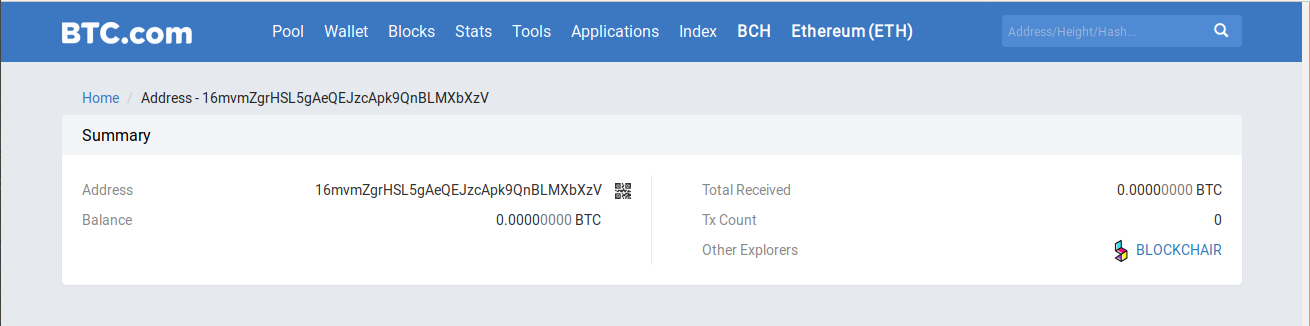 BTC.com Pool Wallet Blocks Stats Tools Applications Index BCH Ethereum (ETH) Address/Height/Hash...
Home / Address - 16mvmZgrHSL5gAeQEJzcApk9QnBLMXbXzV
Summary
Address 16mvmZgrHSL5gAeQEJzcApk9QnBLMXbXzV Total Received 0.00000000 BTC
Balance 0.00000000 BTC Tx Count 0
Other Explorers BLOCKCHAIR